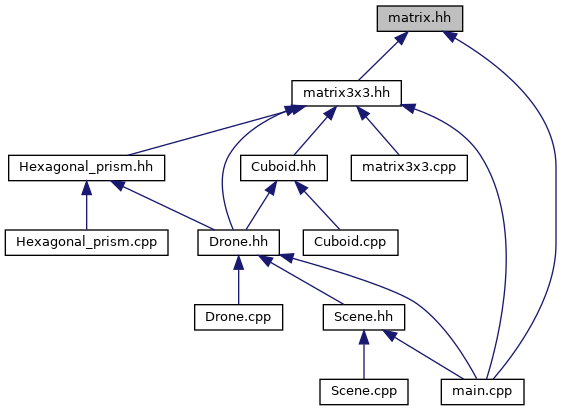 matrix.hh
matrix3x3.hh
Hexagonal_prism.hh
Cuboid.hh
matrix3x3.cpp
Hexagonal_prism.cpp
Drone.hh
Cuboid.cpp
Drone.cpp
Scene.hh
Scene.cpp
main.cpp